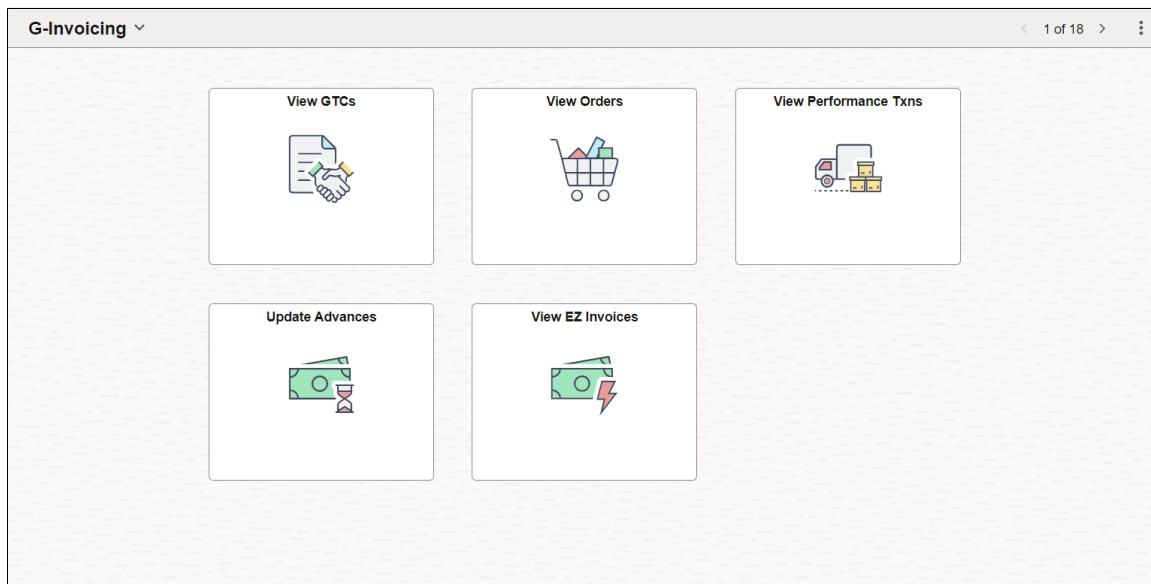 G-Invoicing
1 of 18
View GTCs
View Orders
View Performance Txns
Update Advances
View EZ Invoices